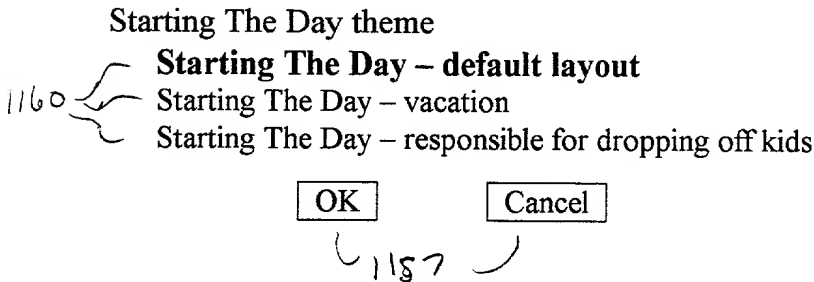 Starting The Day theme
Starting The Day – default layout
1160 Starting The Day – vacation
Starting The Day – responsible for dropping off kids
OK Cancel
1157